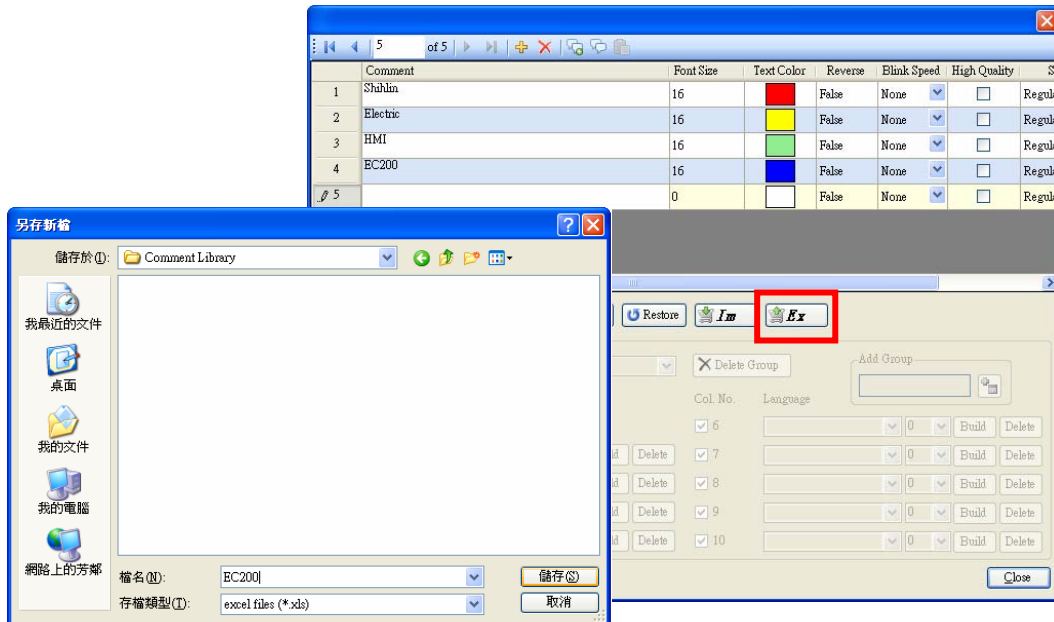 5 of 5
Comment Font Size Text Color Reverse Blink Speed High Quality S
1 Shihlin 16 False None Regul
2 Electric 16 False None Regul
3 HMI 16 False None Regul
4 EC200 16 False None Regul
5 0 False None Regul
另存新檔
儲存於(I): Comment Library
我最近的文件
桌面
我的文件
我的電腦
網路上的芳鄰
檔名(N): EC200 儲存(S)
存檔類型(T): excel files (*.xls) 取消
Restore Im Ex
Delete Group Add Group
Col. No. Language
6 0 Build Delete
ld Delete 7 0 Build Delete
ld Delete 8 0 Build Delete
ld Delete 9 0 Build Delete
ld Delete 10 0 Build Delete
Close